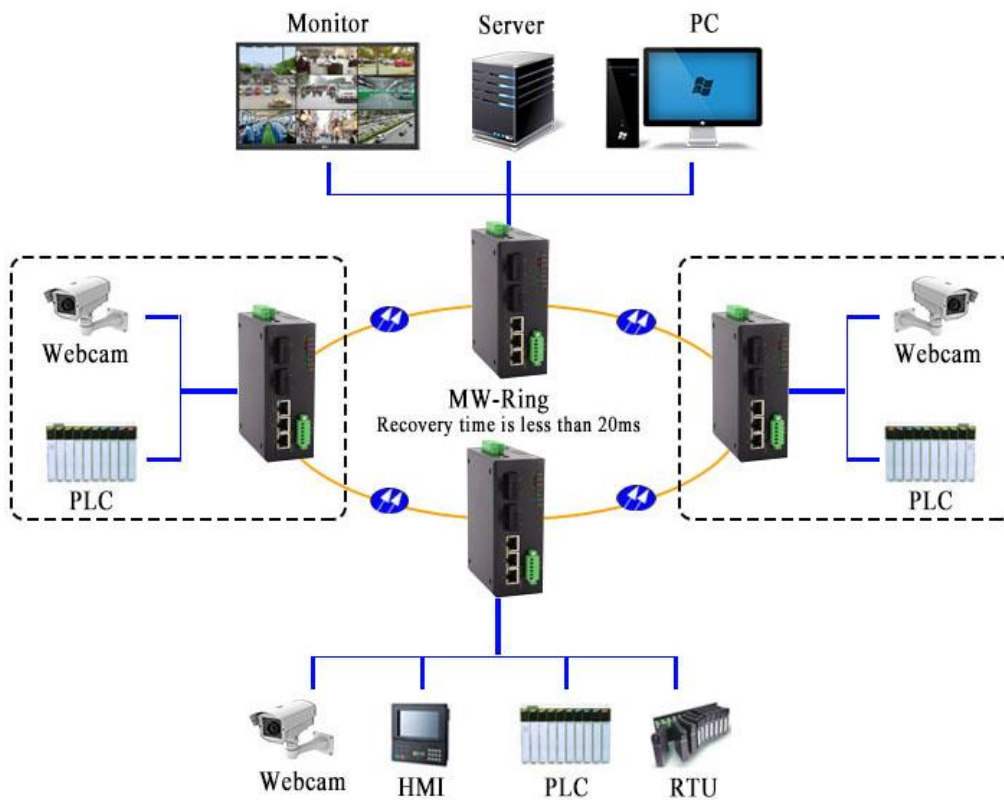 Monitor
Server
PC
Webcam
PLC
Webcam
PLC
MW-Ring
Recovery time is less than 20ms
Webcam
HMI
PLC
RTU